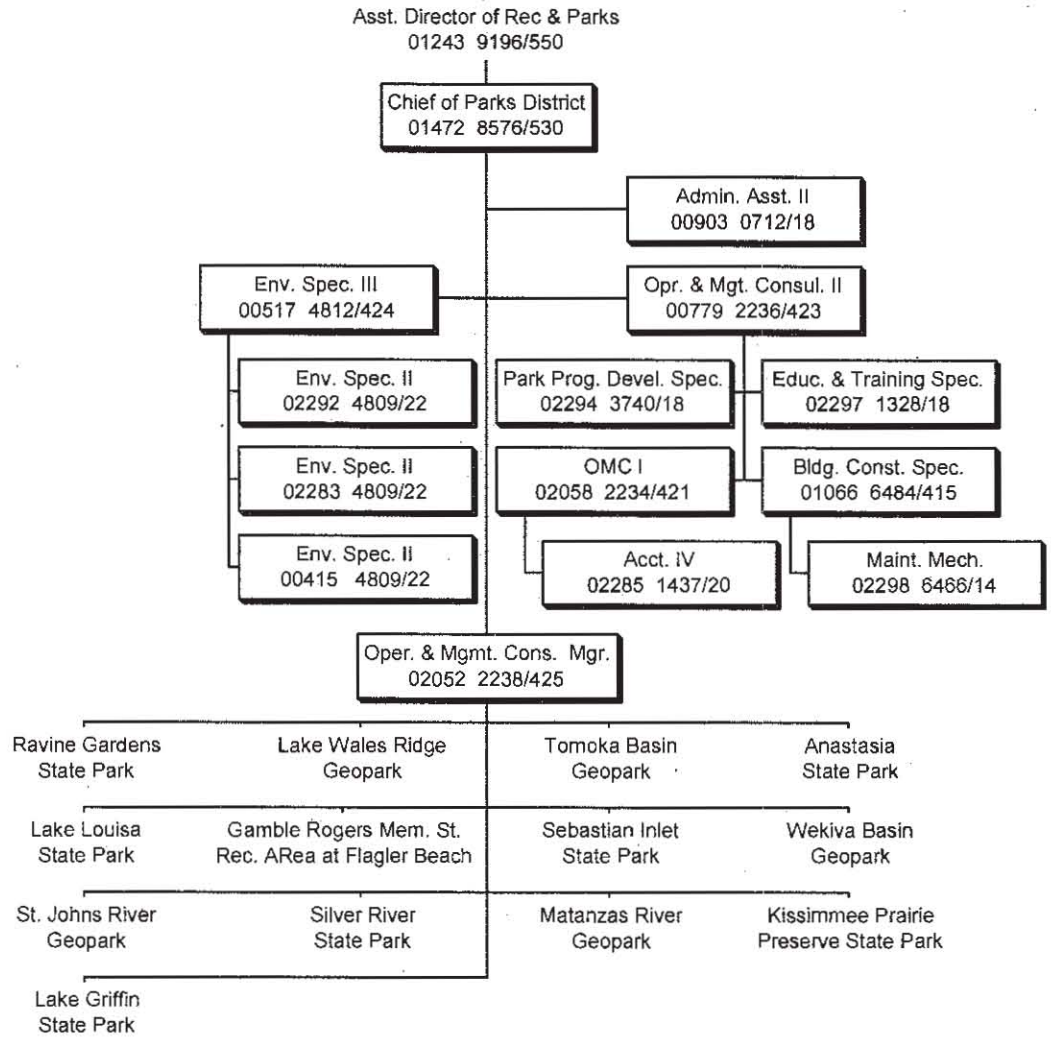 Asst. Director of Rec & Parks
01243 9196/550
Chief of Parks District
01472 8576/530
Admin. Asst. II
00903 0712/18
Env. Spec. III
00517 4812/424
Opr. & Mgt. Consul. II
00779 2236/423
Env. Spec. II
02292 4809/22
Park Prog. Devel. Spec.
02294 3740/18
Educ. & Training Spec.
02297 1328/18
Env. Spec. II
02283 4809/22
OMC I
02058 2234/421
Bldg. Const. Spec.
01066 6484/415
Env. Spec. II
00415 4809/22
Acct. IV
02285 1437/20
Maint. Mech.
02298 6466/14
Oper. & Mgmt. Cons. Mgr.
02052 2238/425
Ravine Gardens
State Park
Lake Wales Ridge
Geopark
Tomoka Basin
Geopark
Anastasia
State Park
Lake Louisa
State Park
Gamble Rogers Mem. St.
Rec. ARea at Flagler Beach
Sebastian Inlet
State Park
Wekiva Basin
Geopark
St. Johns River
Geopark
Silver River
State Park
Matanzas River
Geopark
Kissimmee Prairie
Preserve State Park
Lake Griffin
State Park